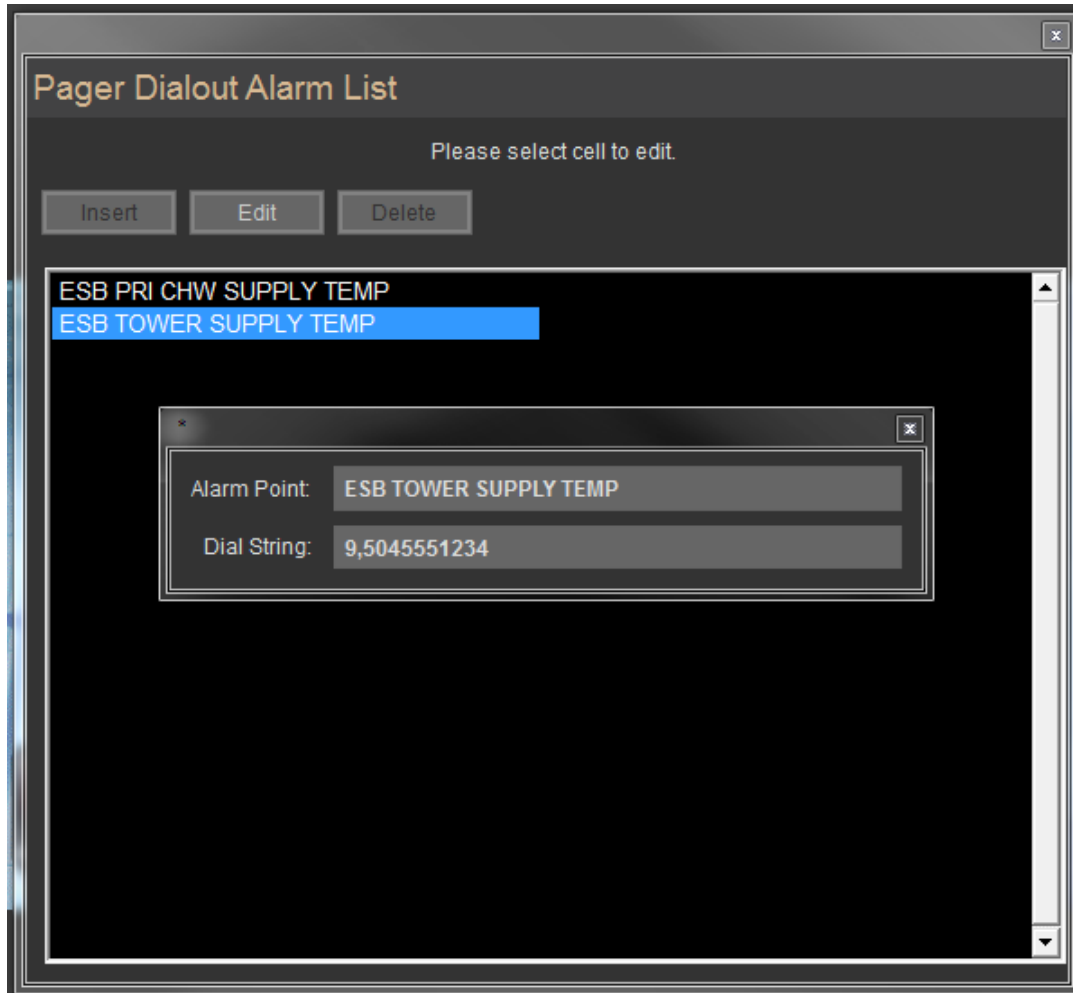 x
Pager Dialout Alarm List
Please select cell to edit.
Insert Edit Delete
ESB PRI CHW SUPPLY TEMP
ESB TOWER SUPPLY TEMP
* x
Alarm Point: ESB TOWER SUPPLY TEMP
Dial String: 9,5045551234